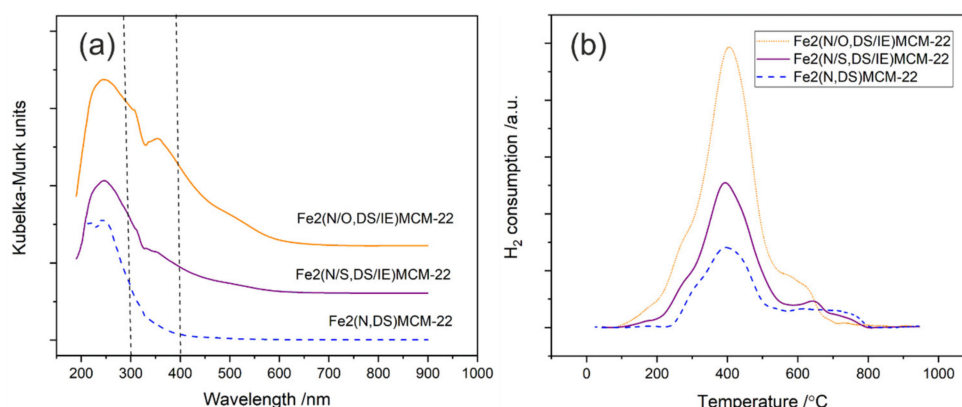 (a)
Kubelka-Munk units
Fe2(N/O,DS/IE)MCM-22
Fe2(N/S,DS/IE)MCM-22
Fe2(N,DS)MCM-22
200 300 400 500 600 700 800 900 1000
Wavelength /nm
(b)
H₂ consumption /a.u.
Fe2(N/O,DS/IE)MCM-22
Fe2(N/S,DS/IE)MCM-22
Fe2(N,DS)MCM-22
0 200 400 600 800 1000
Temperature /°C